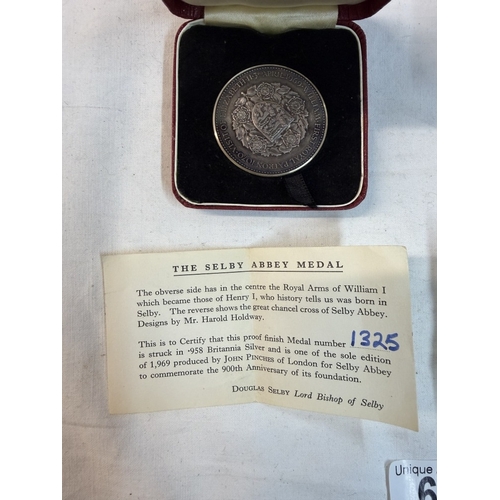 THE SELBY ABBEY MEDAL
The obverse side has in the centre the Royal Arms of William I
which became those of Henry I, who history tells us was born in
Selby. The reverse shows the great chancel cross of Selby Abbey.
Designs by Mr. Harold Holdway.
This is to Certify that this proof finish Medal number 1325
is struck in ·958 Britannia Silver and is one of the sole edition
of 1,969 produced by JOHN PINCHES of London for Selby Abbey
to commemorate the 900th Anniversary of its foundation.
DOUGLAS SELBY Lord Bishop of Selby
Unique
6